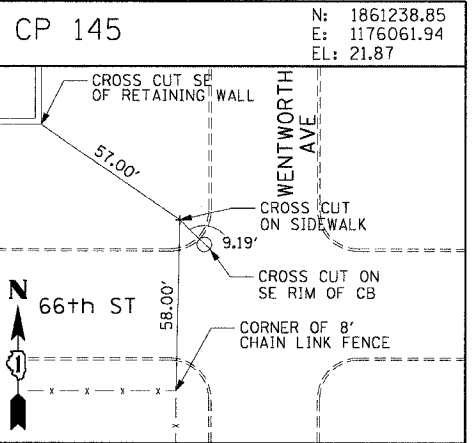 CP 145
N: 1861238.85
E: 1176061.94
EL: 21.87
CROSS CUT SE
OF RETAINING WALL
WENTWORTH
AVE
57.00'
CROSS CUT
ON SIDEWALK
9.19'
CROSS CUT ON
SE RIM OF CB
N
66th ST
58.00'
CORNER OF 8'
CHAIN LINK FENCE
1
x x x x
x